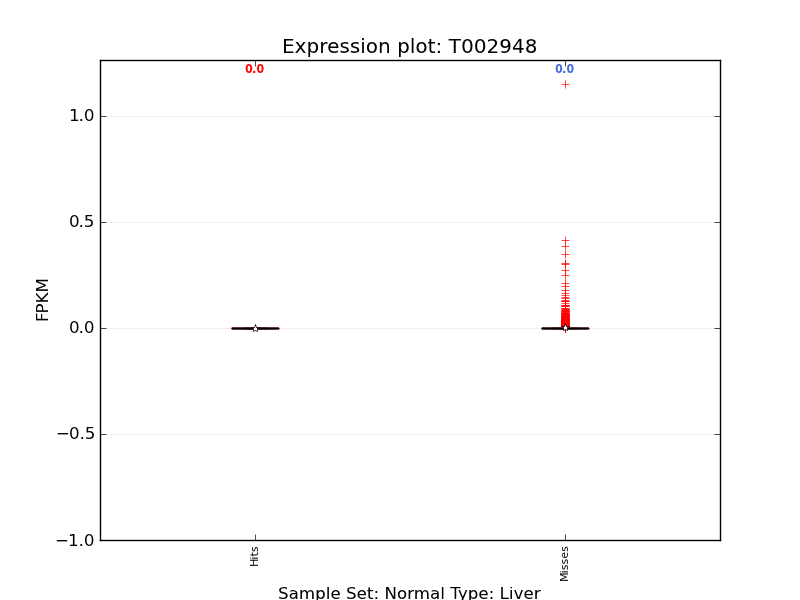 Expression plot: T002948
0.0 0.0
1.0
0.5
0.0
−0.5
−1.0
FPKM
Hits Misses
Sample Set: Normal Type: Liver